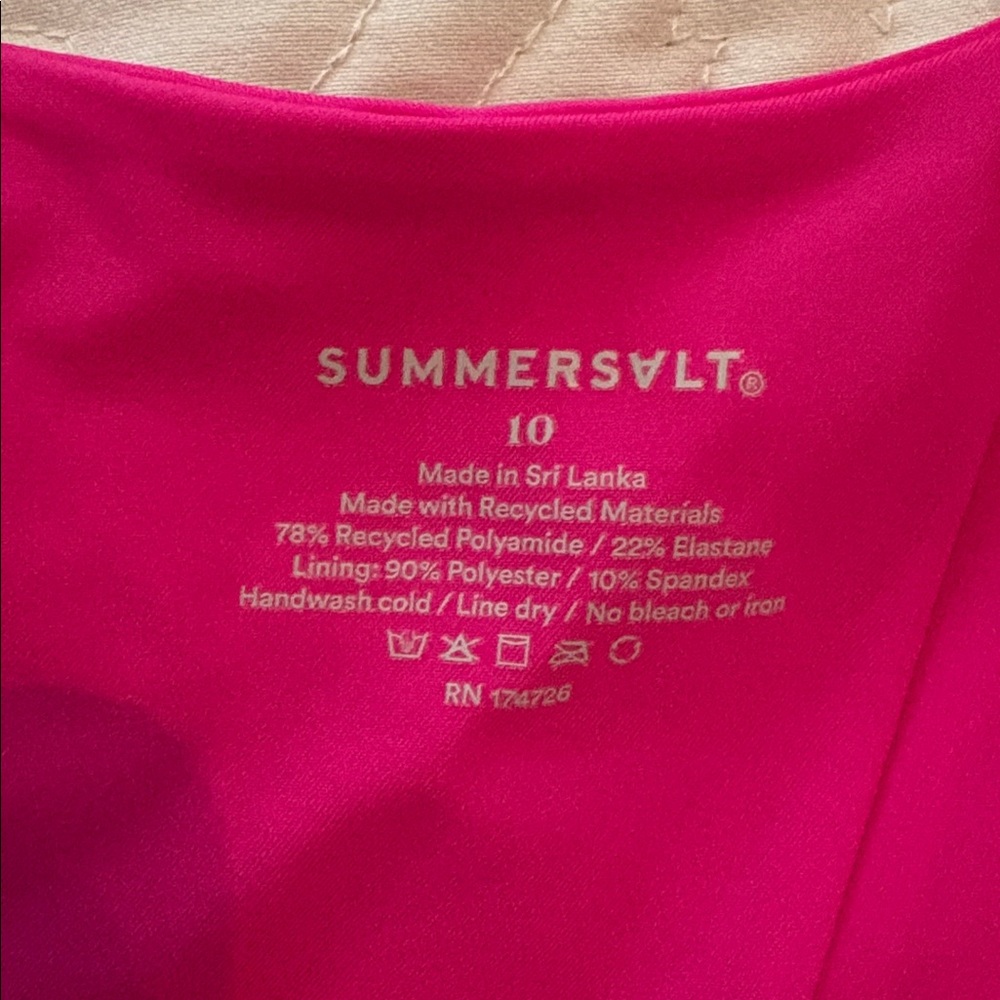 SUMMERSALT®
10
Made in Sri Lanka
Made with Recycled Materials
78% Recycled Polyamide / 22% Elastane
Lining: 90% Polyester / 10% Spandex
Handwash cold / Line dry / No bleach or iron
RN 174726